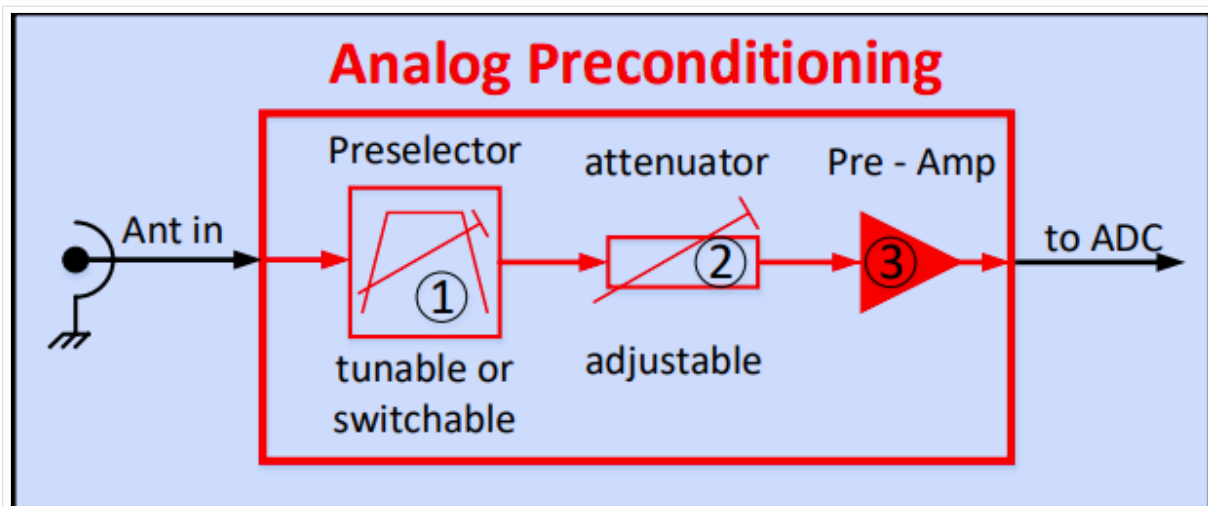 Analog Preconditioning
Preselector
attenuator
Pre - Amp
Ant in
to ADC
①
②
③
tunable or
switchable
adjustable